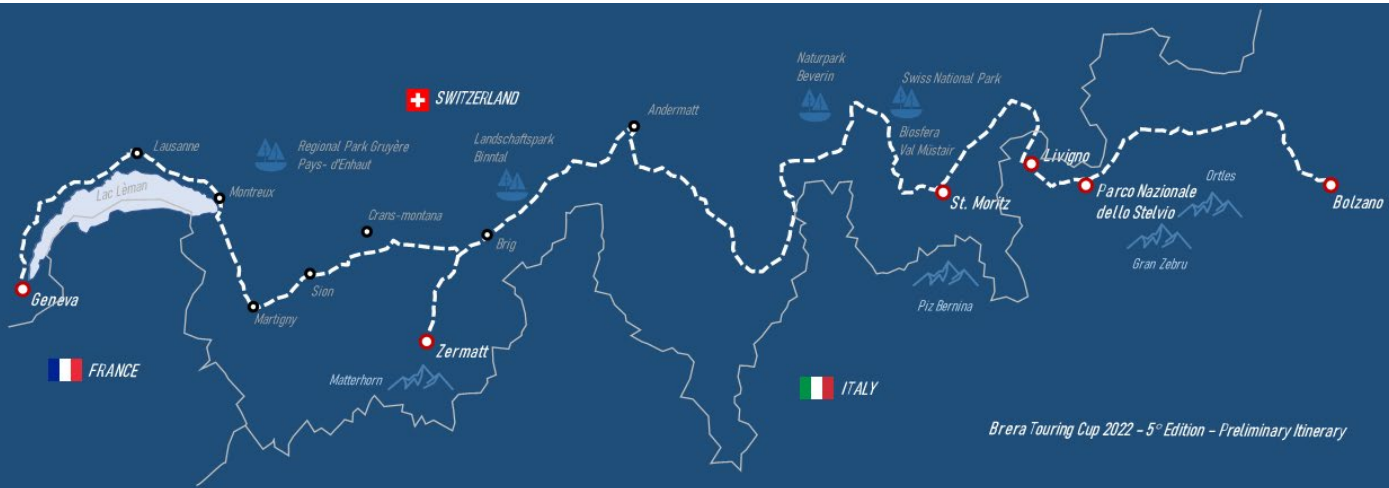 Naturpark
Beverin
Swiss National Park
SWITZERLAND
Andermatt
Landschaftspark
Binntal
Lausanne
Regional Park Gruyère
Pays- d'Enhaut
Biosfera
Val Müstair
Livigno
Lac Lèman
Montreux
Ortles
Parco Nazionale
dello Stelvio
St. Moritz
Bolzano
Crans-montana
Brig
Gran Zebru
Geneva
Sion
Piz Bernina
Martigny
Zermatt
FRANCE
Matterhorn
ITALY
Brera Touring Cup 2022 – 5° Edition – Preliminary Itinerary